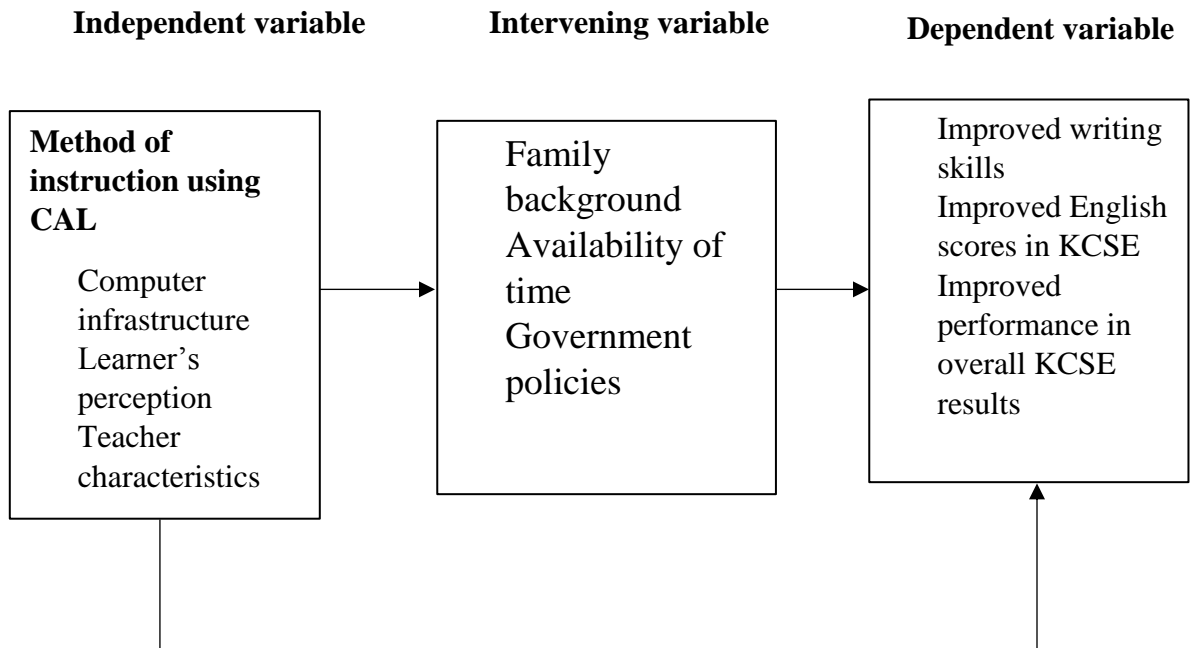 Independent variable
Intervening variable
Dependent variable
Method of
instruction using
CAL
Computer
infrastructure
Learner’s
perception
Teacher
characteristics
Family
background
Availability of
time
Government
policies
Improved writing
skills
Improved English
scores in KCSE
Improved
performance in
overall KCSE
results